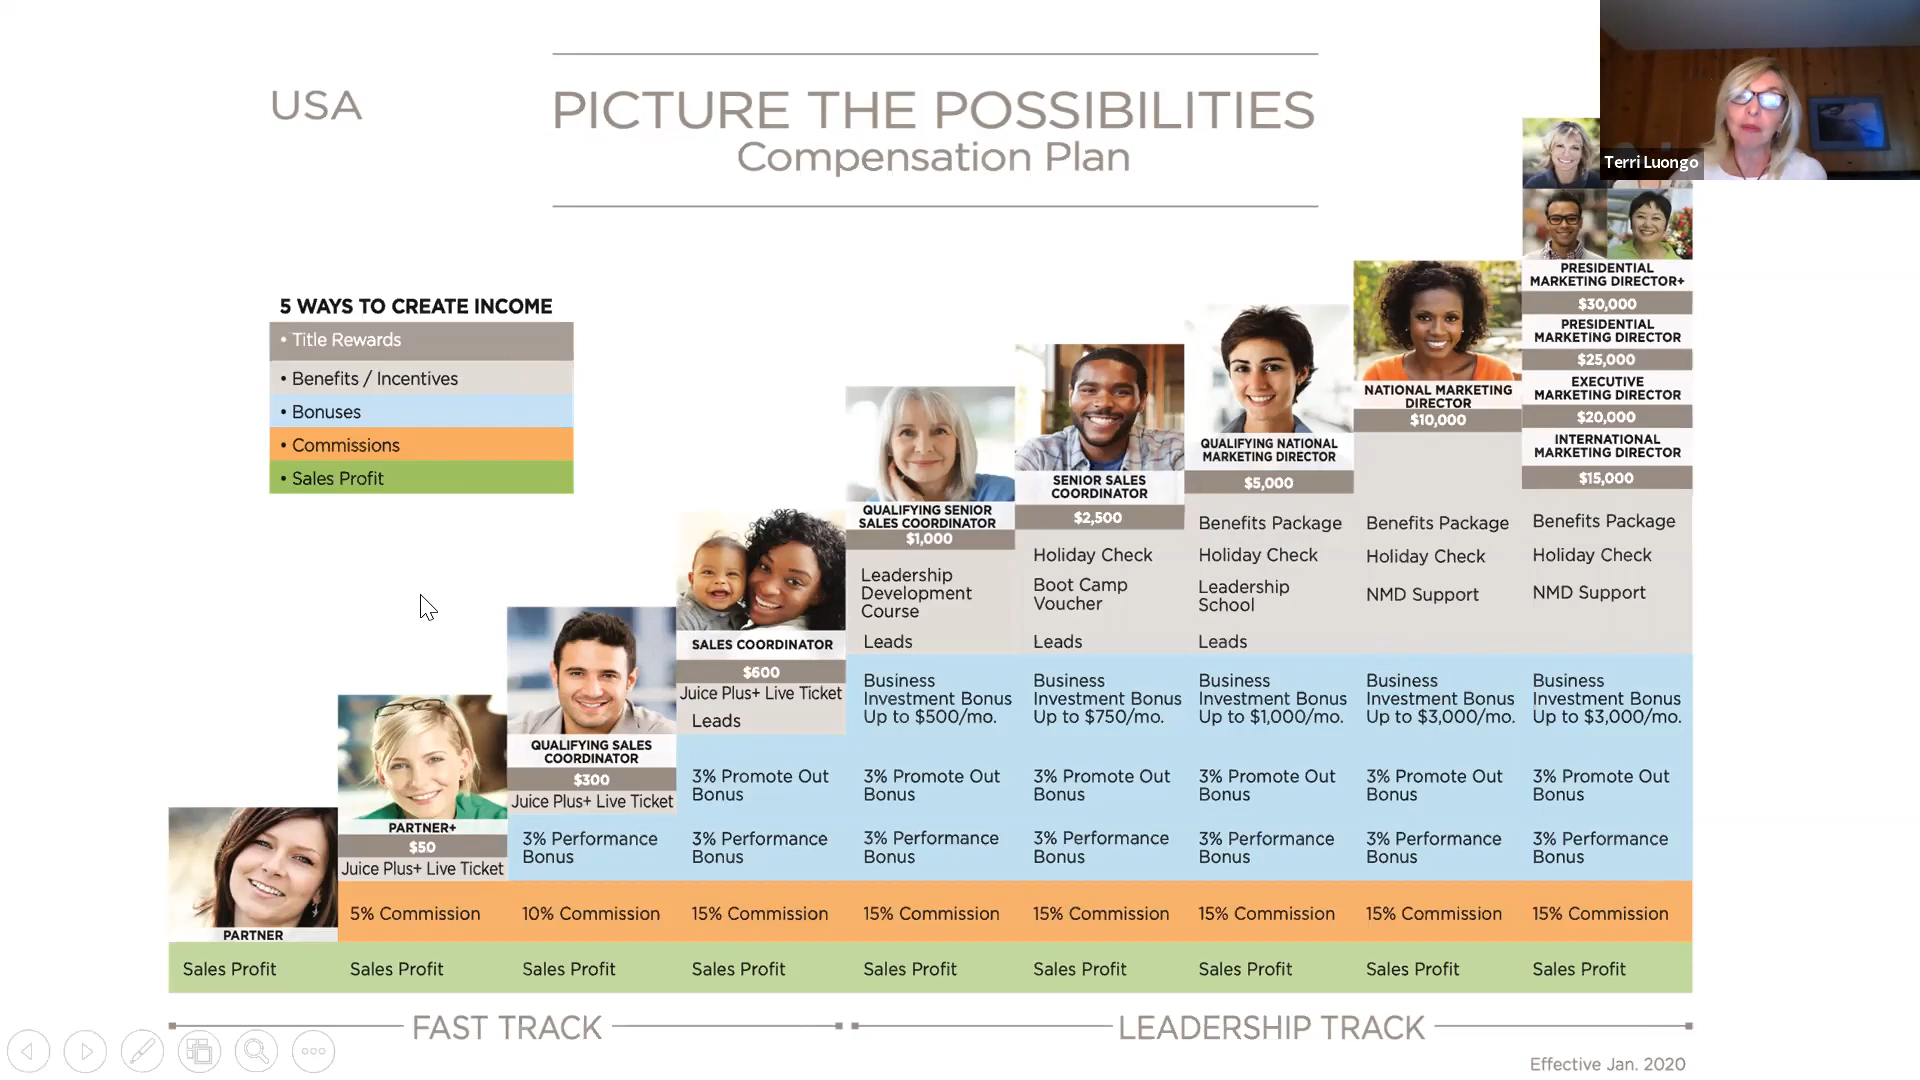 USA
PICTURE THE POSSIBILITIES
Compensation Plan
Terri Luongo
5 WAYS TO CREATE INCOME
• Title Rewards
• Benefits / Incentives
• Bonuses
• Commissions
• Sales Profit
PARTNER
Sales Profit
PARTNER+
$50
Juice Plus+ Live Ticket
5% Commission
Sales Profit
QUALIFYING SALES
COORDINATOR
$300
Juice Plus+ Live Ticket
3% Performance
Bonus
10% Commission
Sales Profit
SALES COORDINATOR
$600
Juice Plus+ Live Ticket
Leads
3% Promote Out
Bonus
3% Performance
Bonus
15% Commission
Sales Profit
QUALIFYING SENIOR
SALES COORDINATOR
$1,000
Leadership
Development
Course
Leads
Business
Investment Bonus
Up to $500/mo.
3% Promote Out
Bonus
3% Performance
Bonus
15% Commission
Sales Profit
SENIOR SALES
COORDINATOR
$2,500
Holiday Check
Boot Camp
Voucher
Leads
Business
Investment Bonus
Up to $750/mo.
3% Promote Out
Bonus
3% Performance
Bonus
15% Commission
Sales Profit
QUALIFYING NATIONAL
MARKETING DIRECTOR
$5,000
Benefits Package
Holiday Check
Leadership
School
Leads
Business
Investment Bonus
Up to $1,000/mo.
3% Promote Out
Bonus
3% Performance
Bonus
15% Commission
Sales Profit
NATIONAL MARKETING
DIRECTOR
$10,000
Benefits Package
Holiday Check
NMD Support
Business
Investment Bonus
Up to $3,000/mo.
3% Promote Out
Bonus
3% Performance
Bonus
15% Commission
Sales Profit
PRESIDENTIAL
MARKETING DIRECTOR+
$30,000
PRESIDENTIAL
MARKETING DIRECTOR
$25,000
EXECUTIVE
MARKETING DIRECTOR
$20,000
INTERNATIONAL
MARKETING DIRECTOR
$15,000
Benefits Package
Holiday Check
NMD Support
Business
Investment Bonus
Up to $3,000/mo.
3% Promote Out
Bonus
3% Performance
Bonus
15% Commission
Sales Profit
FAST TRACK
LEADERSHIP TRACK
Effective Jan. 2020